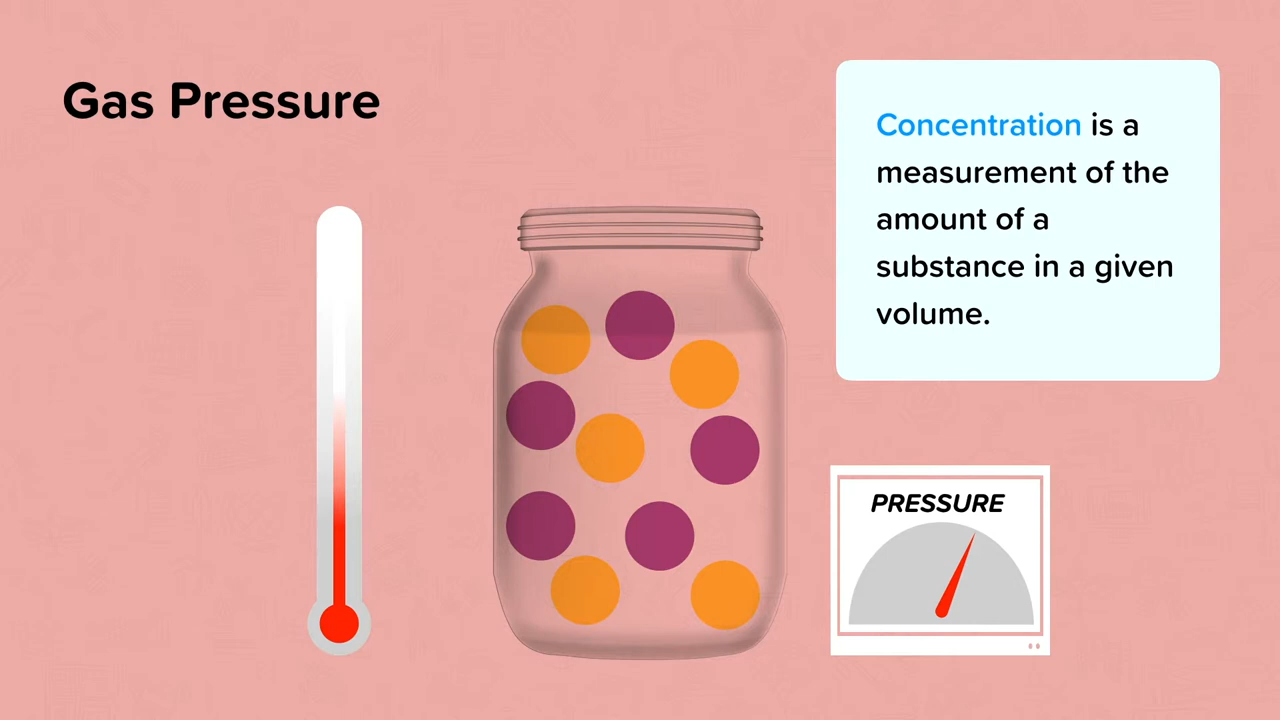 Gas Pressure
Concentration is a
measurement of the
amount of a
substance in a given
volume.
PRESSURE